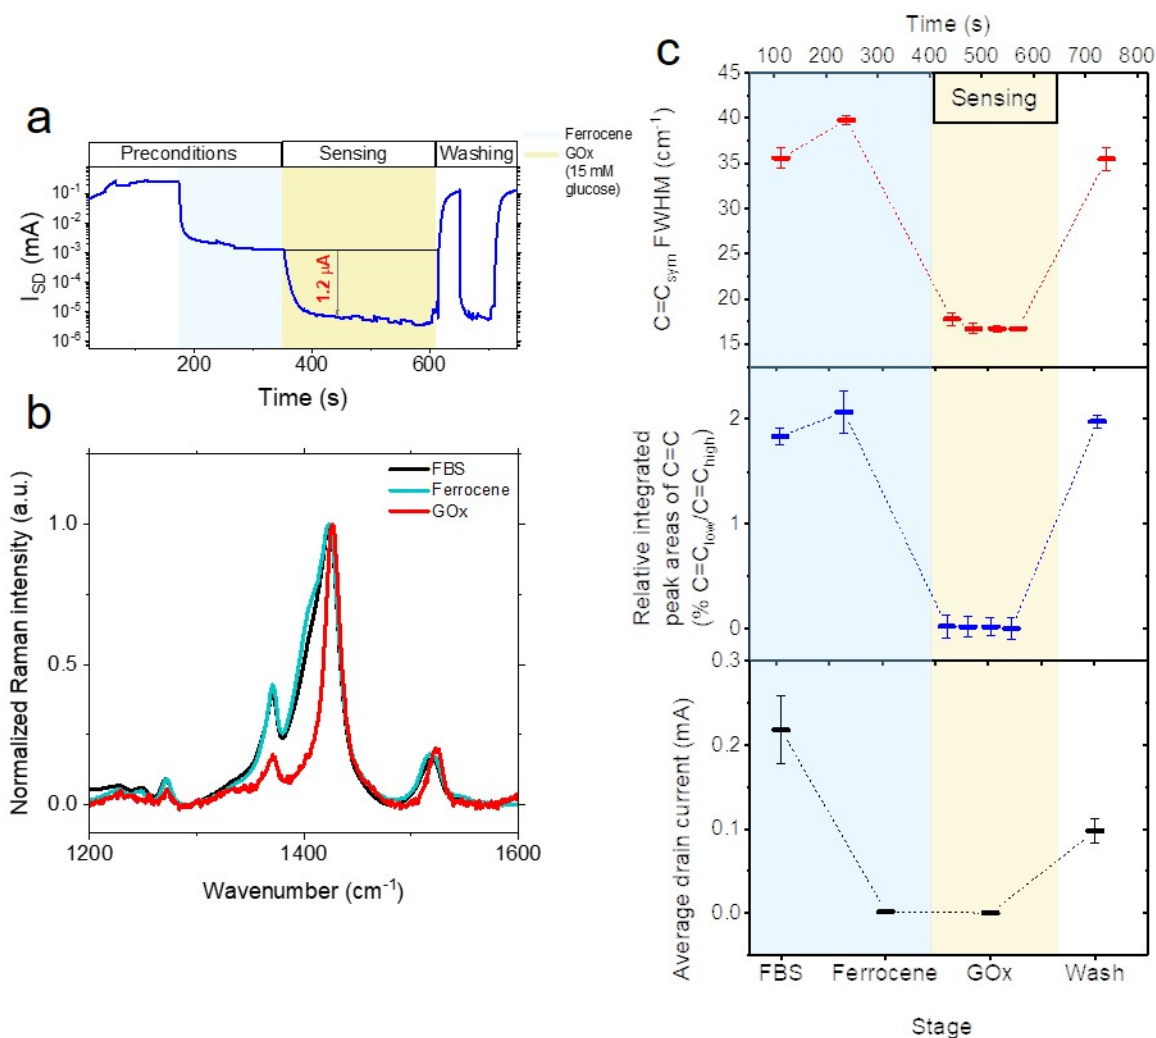 a
Preconditions Sensing Washing
Ferrocene
GOx
(15 mM
glucose)
I_SD (mA)
10⁻¹
10⁻²
10⁻³
10⁻⁴
10⁻⁵
10⁻⁶
1.2 μA
200 400 600
Time (s)
b
Normalized Raman intensity (a.u.)
1.0
0.5
0.0
FBS
Ferrocene
GOx
1200 1400 1600
Wavenumber (cm⁻¹)
c
Time (s)
100 200 300 400 500 600 700 800
Sensing
C=C_sym FWHM (cm⁻¹)
45
40
35
30
25
20
15
Relative integrated
peak areas of C=C
(% C=C_low/C=C_high)
2
1
0
Average drain current (mA)
0.3
0.2
0.1
0.0
FBS Ferrocene GOx Wash
Stage